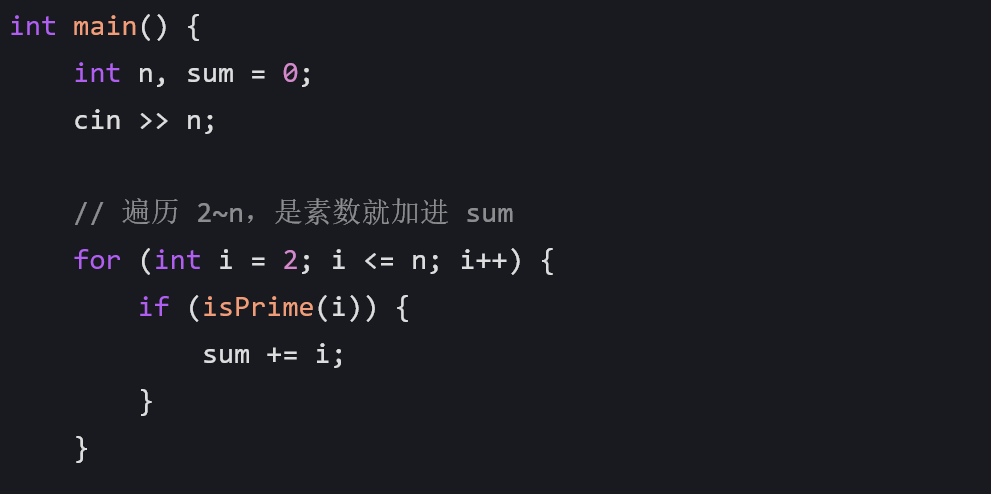 int main() {
    int n, sum = 0;
    cin >> n;

    // 遍历 2~n，是素数就加进 sum
    for (int i = 2; i <= n; i++) {
        if (isPrime(i)) {
            sum += i;
        }
    }